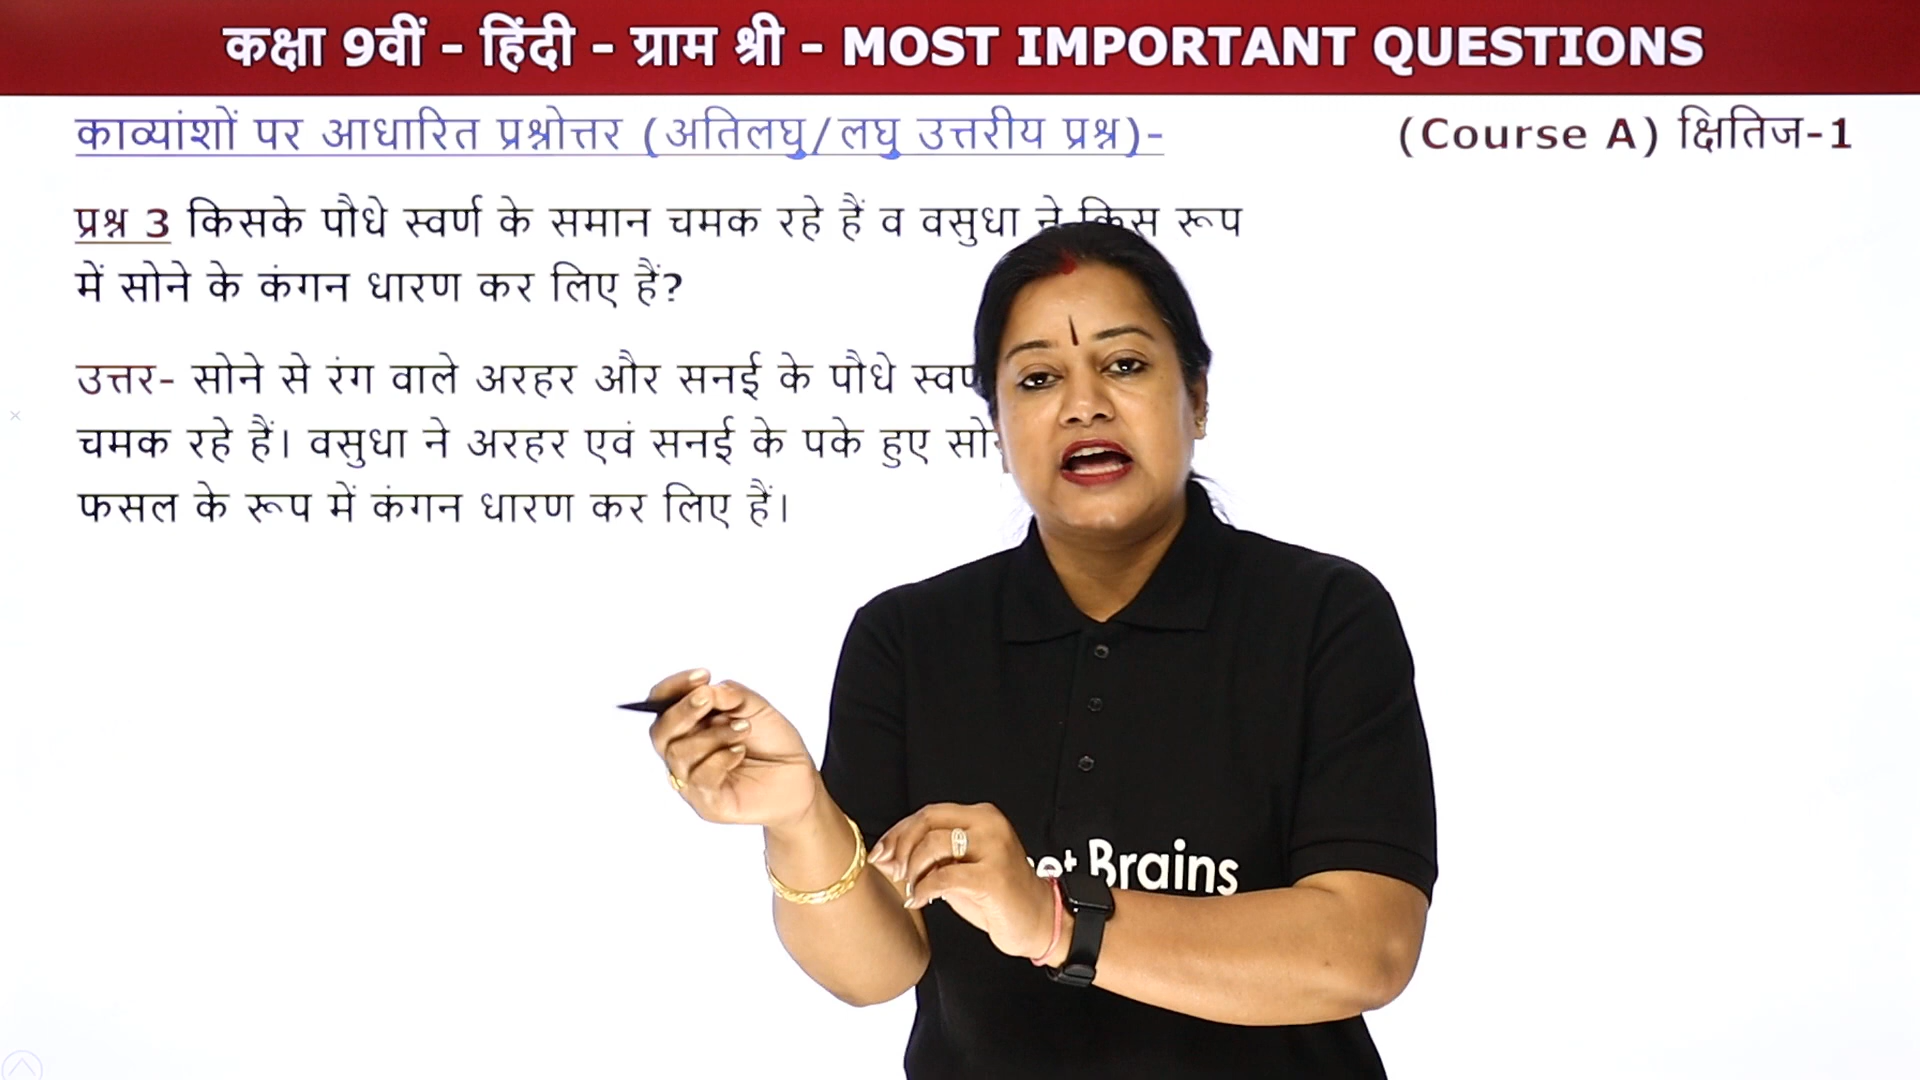 कक्षा 9वीं - हिंदी - ग्राम श्री - MOST IMPORTANT QUESTIONS
काव्यांशों पर आधारित प्रश्नोत्तर (अतिलघु/लघु उत्तरीय प्रश्न)- (Course A) क्षितिज-1
प्रश्न 3 किसके पौधे स्वर्ण के समान चमक रहे हैं व वसुधा ने किस रूप
में सोने के कंगन धारण कर लिए हैं?
उत्तर- सोने से रंग वाले अरहर और सनई के पौधे
चमक रहे हैं। वसुधा ने अरहर एवं सनई के पके हुए
फसल के रूप में कंगन धारण कर लिए हैं।
Brains